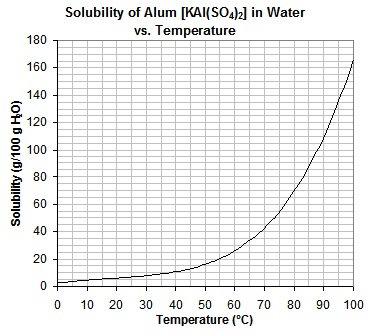 Solubility of Alum [KAl(SO₄)₂] in Water
vs. Temperature
Solubility (g/100 g H₂O)
180
160
140
120
100
80
60
40
20
0
0 10 20 30 40 50 60 70 80 90 100
Temperature (°C)